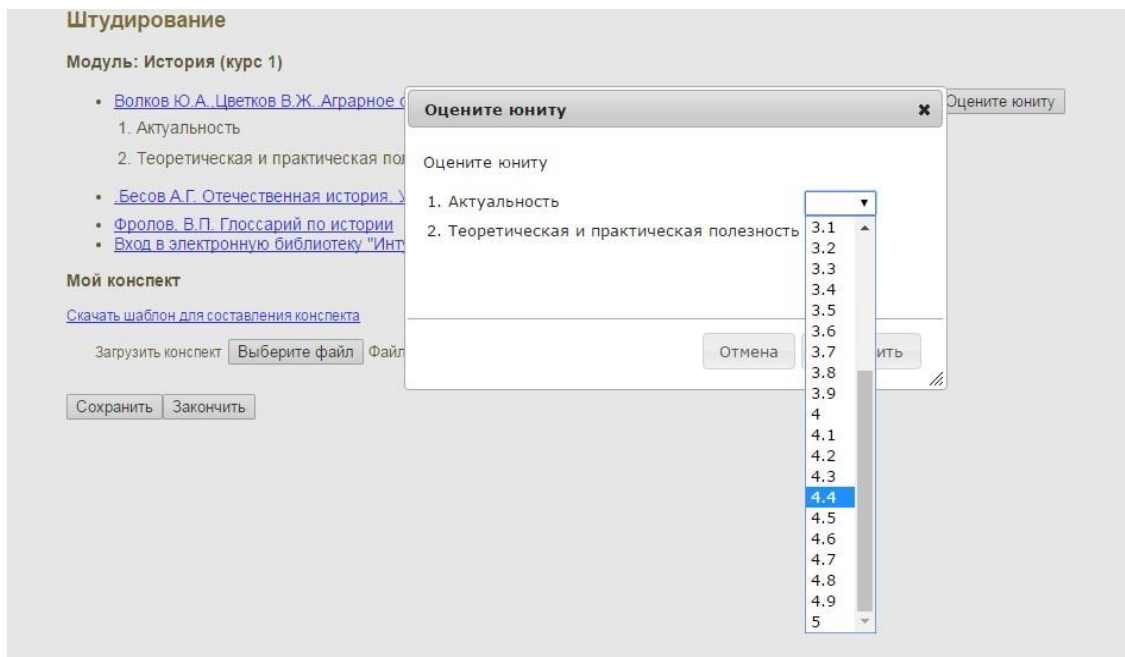 Штудирование
Модуль: История (курс 1)
Волков Ю.А.,Цветков В.Ж..Аграрное
1. Актуальность
2. Теоретическая и практическая
.Бесов А.Г. Отечественная история.
Фролов. В.П. Глоссарий по истории
Вход в электронную библиотеку
Мой конспект
Скачать шаблон для составления конспекта
Загрузить конспект Выберите файл Файл
Сохранить Закончить
Оцените юниту
Оцените юниту
Оцените юниту
1. Актуальность
2. Теоретическая и практическая полезность
Отмена
3.1
3.2
3.3
3.4
3.5
3.6
3.7
3.8
3.9
4
4.1
4.2
4.3
4.4
4.5
4.6
4.7
4.8
4.9
5